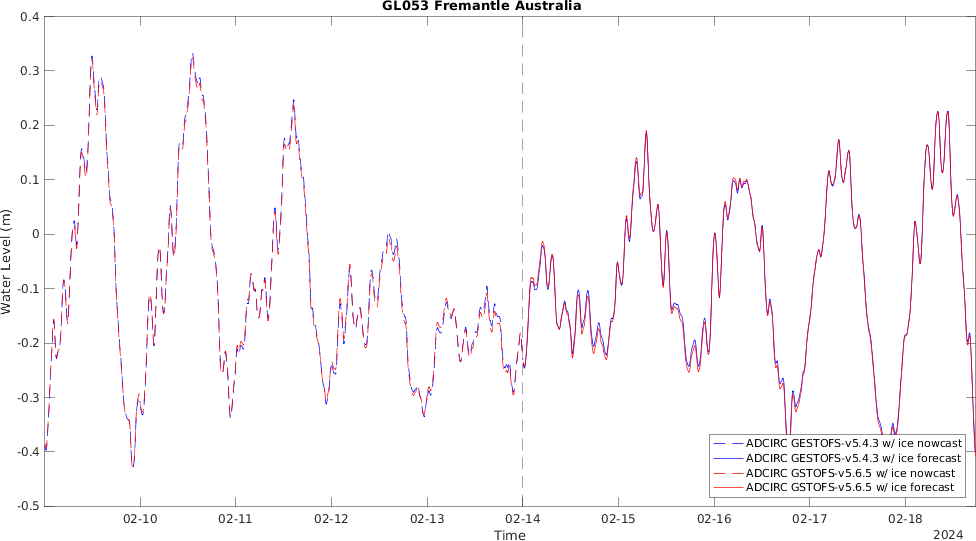 GL053 Fremantle Australia
0.4
0.3
0.2
0.1
0
-0.1
-0.2
-0.3
-0.4
-0.5
Water Level (m)
ADCIRC GESTOFS-v5.4.3 w/ ice nowcast
ADCIRC GESTOFS-v5.4.3 w/ ice forecast
ADCIRC GSTOFS-v5.6.5 w/ ice nowcast
ADCIRC GSTOFS-v5.6.5 w/ ice forecast
02-10 02-11 02-12 02-13 02-14 02-15 02-16 02-17 02-18
Time
2024